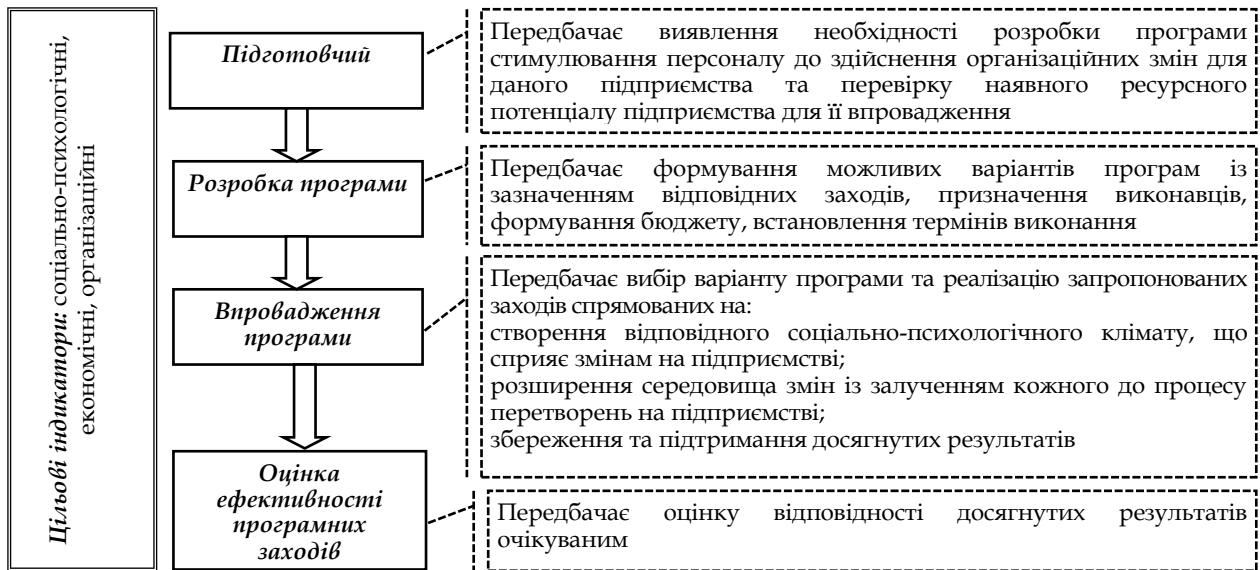 Цільові індикатори: соціально-психологічні,
економічні, організаційні
Підготовчий
Передбачає виявлення необхідності розробки програми
стимулювання персоналу до здійснення організаційних змін для
даного підприємства та перевірку наявного ресурсного
потенціалу підприємства для її впровадження
Розробка програми
Передбачає формування можливих варіантів програм із
зазначенням відповідних заходів, призначення виконавців,
формування бюджету, встановлення термінів виконання
Впровадження
програми
Передбачає вибір варіанту програми та реалізацію запропонованих
заходів спрямованих на:
створення відповідного соціально-психологічного клімату, що
сприяє змінам на підприємстві;
розширення середовища змін із залученням кожного до процесу
перетворень на підприємстві;
збереження та підтримання досягнутих результатів
Оцінка
ефективності
програмних
заходів
Передбачає оцінку відповідності досягнутих результатів
очікуваним